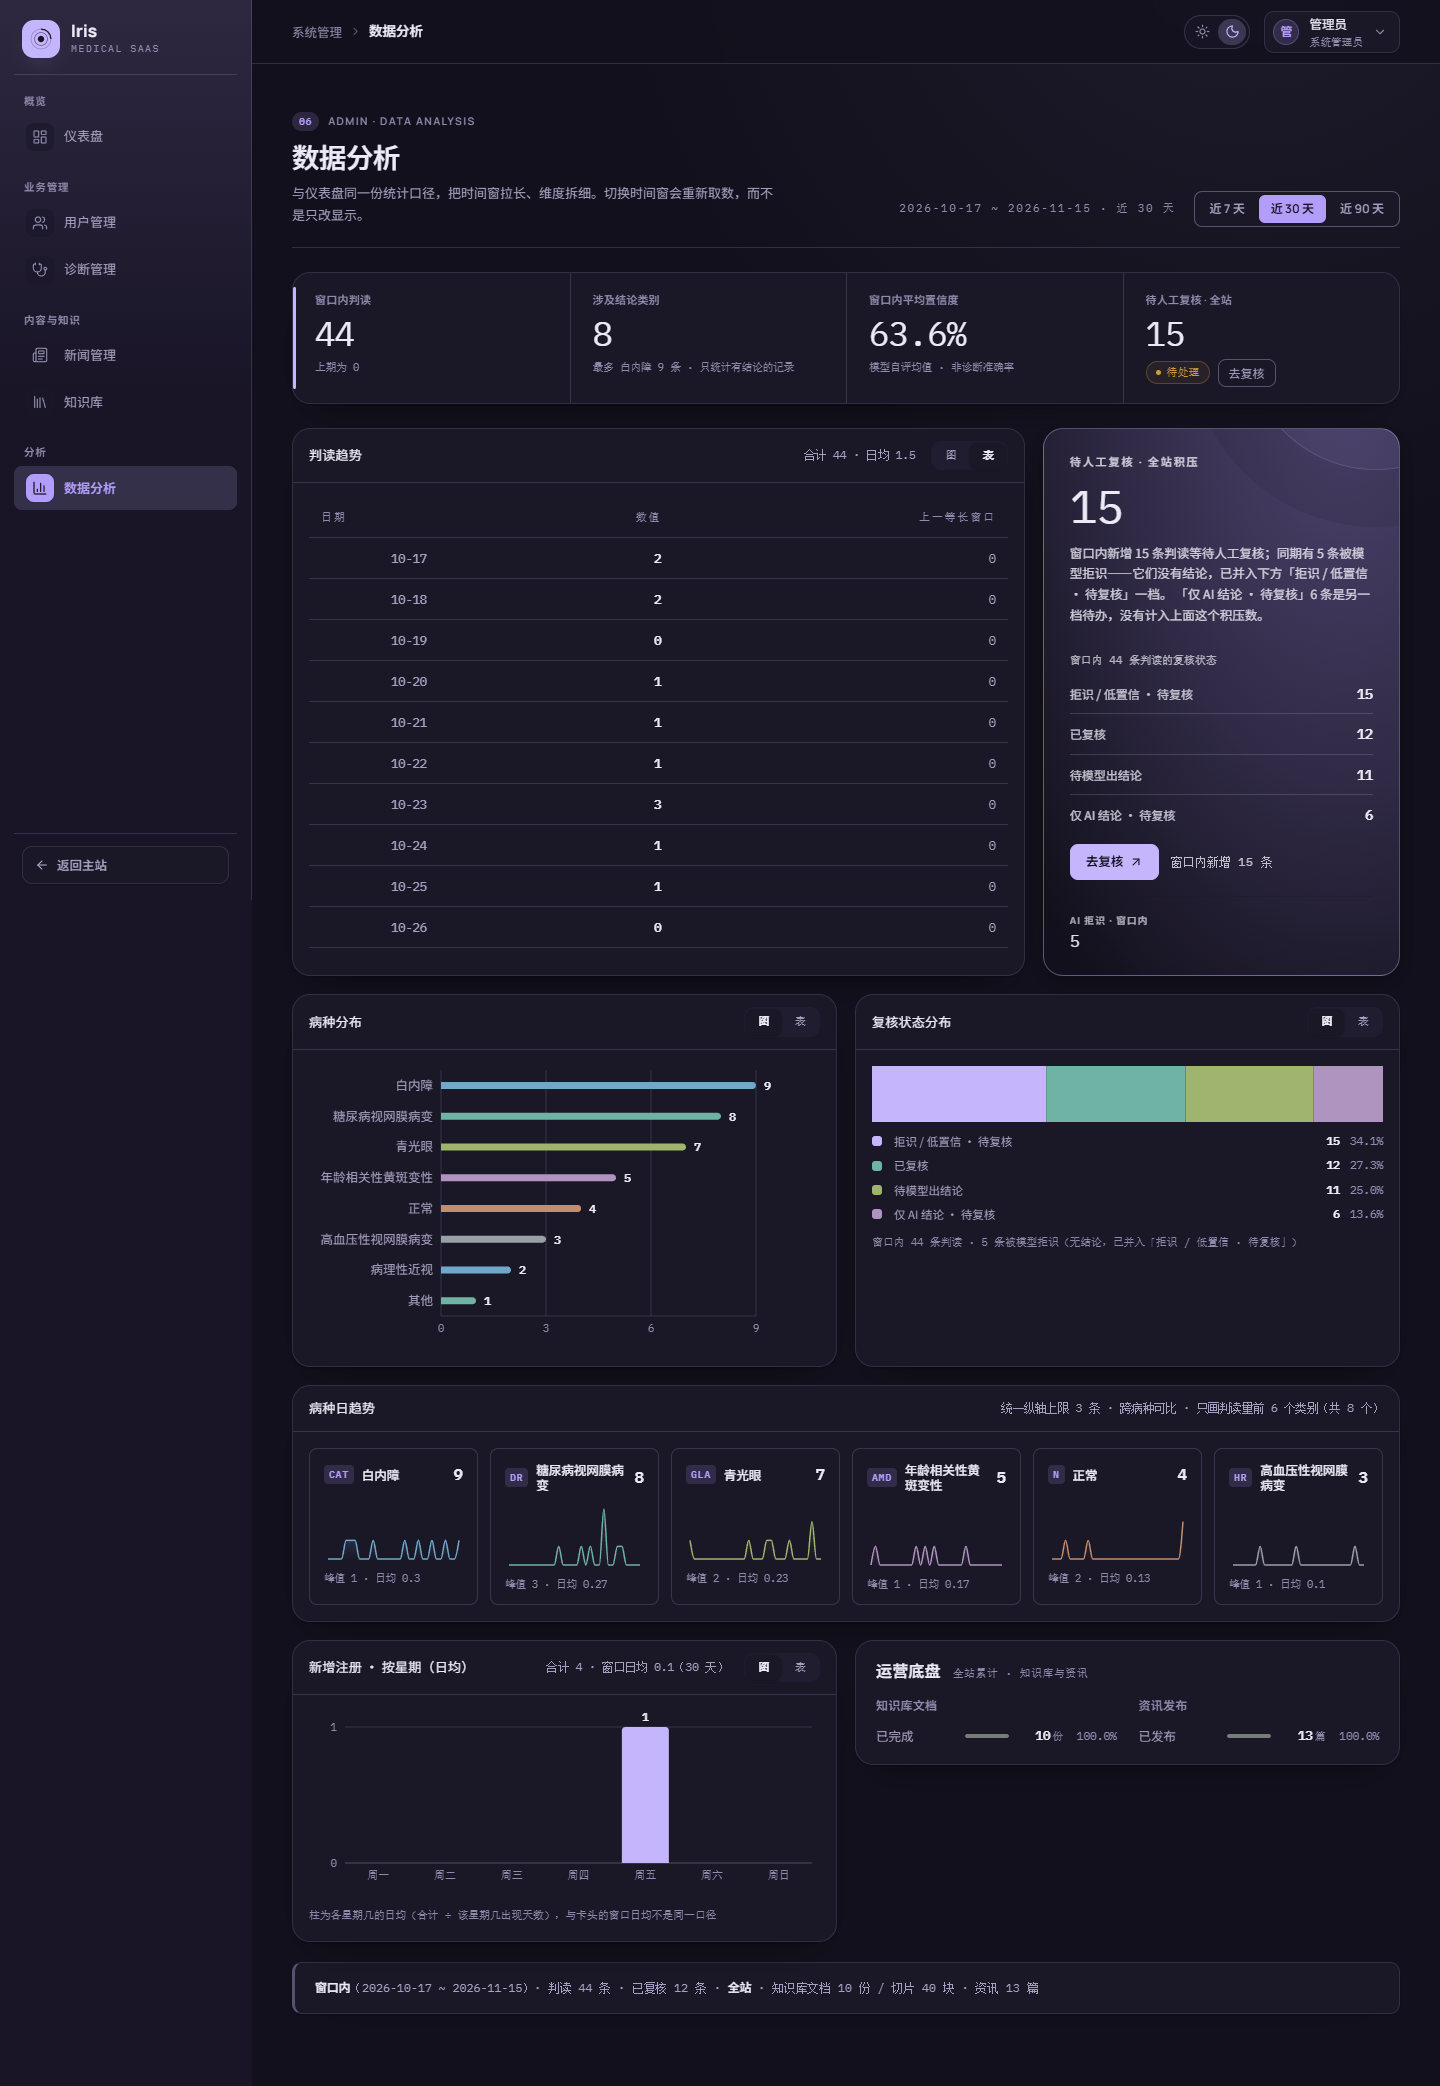 Iris
MEDICAL SAAS
概览
仪表盘
业务管理
用户管理
诊断管理
内容与知识
新闻管理
知识库
分析
数据分析
返回主站
系统管理 > 数据分析
管
管理员
系统管理员
06 ADMIN · DATA ANALYSIS
数据分析
与仪表盘同一份统计口径，把时间窗拉长、维度拆细。切换时间窗会重新取数，而不
是只改显示。
2026-10-17 ~ 2026-11-15 · 近 30 天
近7天 近30天 近90天
窗口内判读
44
上期为 0
涉及结论类别
8
最多 白内障 9 条 · 只统计有结论的记录
窗口内平均置信度
63.6%
模型自评均值 · 非诊断准确率
待人工复核·全站
15
待处理 去复核
判读趋势
合计 44 · 日均 1.5
图 表
日期 数值 上一等长窗口
10-17 2 0
10-18 2 0
10-19 0 0
10-20 1 0
10-21 1 0
10-22 1 0
10-23 3 0
10-24 1 0
10-25 1 0
10-26 0 0
待人工复核 · 全站积压
15
窗口内新增 15 条判读等待人工复核；同期有 5 条被模
型拒识——它们没有结论，已并入下方「拒识 / 低置信
· 待复核」一档。「仅 AI 结论 · 待复核」6 条是另一
档待办，没有计入上面这个积压数。
窗口内 44 条判读的复核状态
拒识 / 低置信 · 待复核 15
已复核 12
待模型出结论 11
仅 AI 结论 · 待复核 6
去复核 窗口内新增 15 条
AI 拒识 · 窗口内
5
病种分布
图 表
白内障 9
糖尿病视网膜病变 8
青光眼 7
年龄相关性黄斑变性 5
正常 4
高血压性视网膜病变 3
病理性近视 2
其他 1
0 3 6 9
复核状态分布
图 表
拒识 / 低置信 · 待复核 15 34.1%
已复核 12 27.3%
待模型出结论 11 25.0%
仅 AI 结论 · 待复核 6 13.6%
窗口内 44 条判读 · 5 条被模型拒识（无结论，已并入「拒识 / 低置信 · 待复核」）
病种日趋势
统一纵轴上限 3 条 · 跨病种可比 · 只画判读量前 6 个类别（共 8 个）
CAT 白内障 9
峰值 1 · 日均 0.3
DR 糖尿病视网膜病
变 8
峰值 3 · 日均 0.27
GLA 青光眼 7
峰值 2 · 日均 0.23
AMD 年龄相关性黄
斑变性 5
峰值 1 · 日均 0.17
N 正常 4
峰值 2 · 日均 0.13
HR 高血压性视网膜
病变 3
峰值 1 · 日均 0.1
新增注册 · 按星期（日均）
合计 4 · 窗口日均 0.1（30 天）
图 表
1
1
0
周一 周二 周三 周四 周五 周六 周日
柱为各星期几的日均（合计 ÷ 该星期几出现天数），与卡头的窗口日均不是同一口径
运营底盘 全站累计 · 知识库与资讯
知识库文档
已完成 10份 100.0%
资讯发布
已发布 13篇 100.0%
窗口内（2026-10-17 ~ 2026-11-15）· 判读 44 条 · 已复核 12 条 · 全站 · 知识库文档 10 份 / 切片 40 块 · 资讯 13 篇